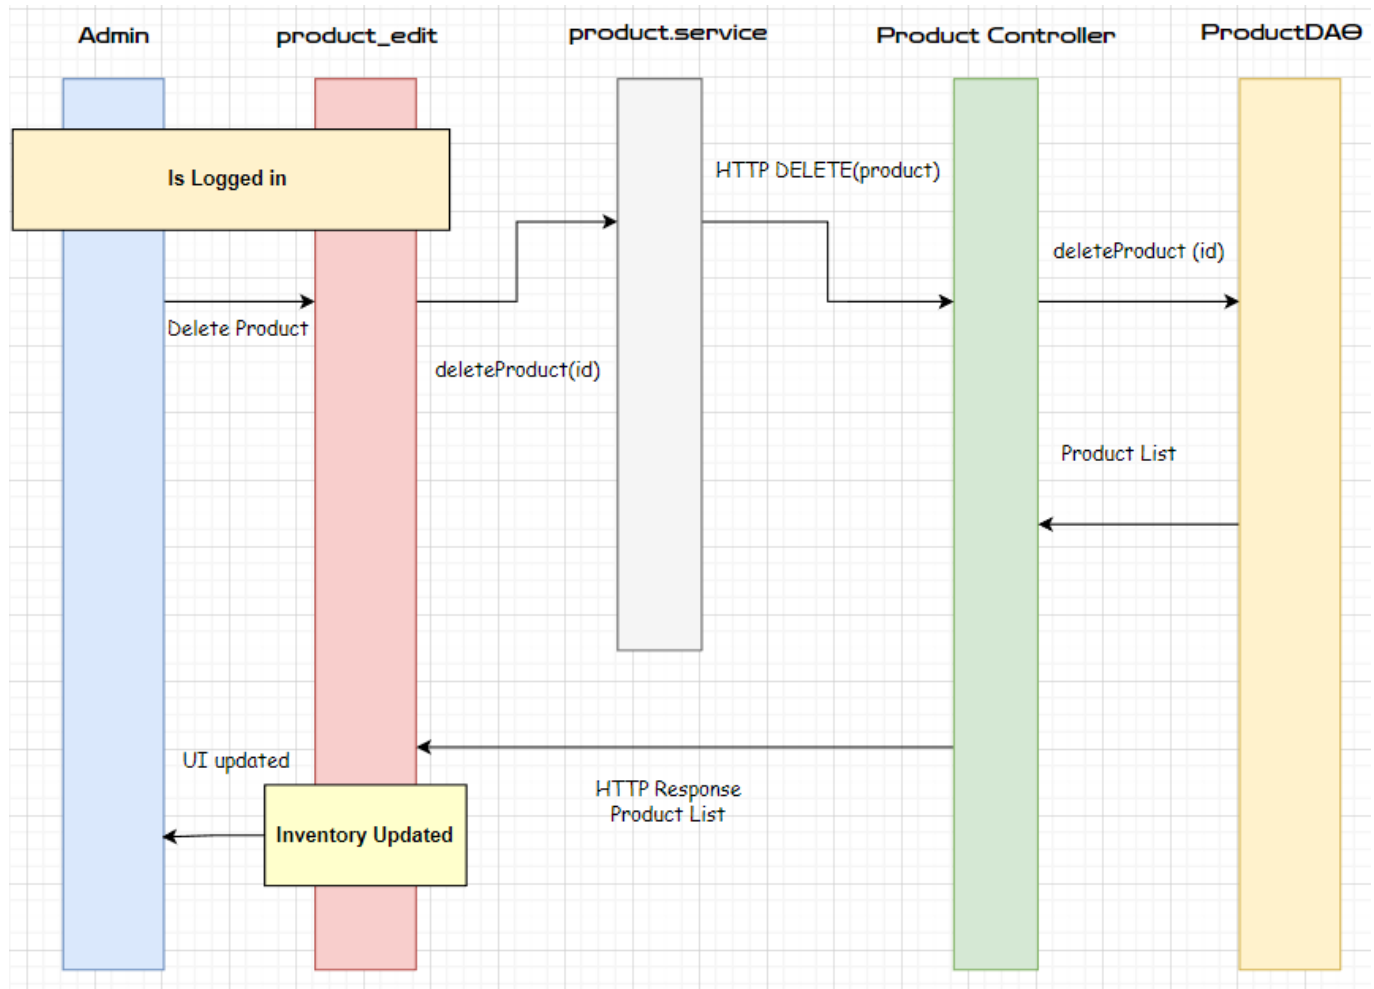 Admin
product_edit
product.service
Product Controller
ProductDAO
Is Logged in
HTTP DELETE(product)
deleteProduct (id)
Delete Product
deleteProduct(id)
Product List
UI updated
HTTP Response
Product List
Inventory Updated